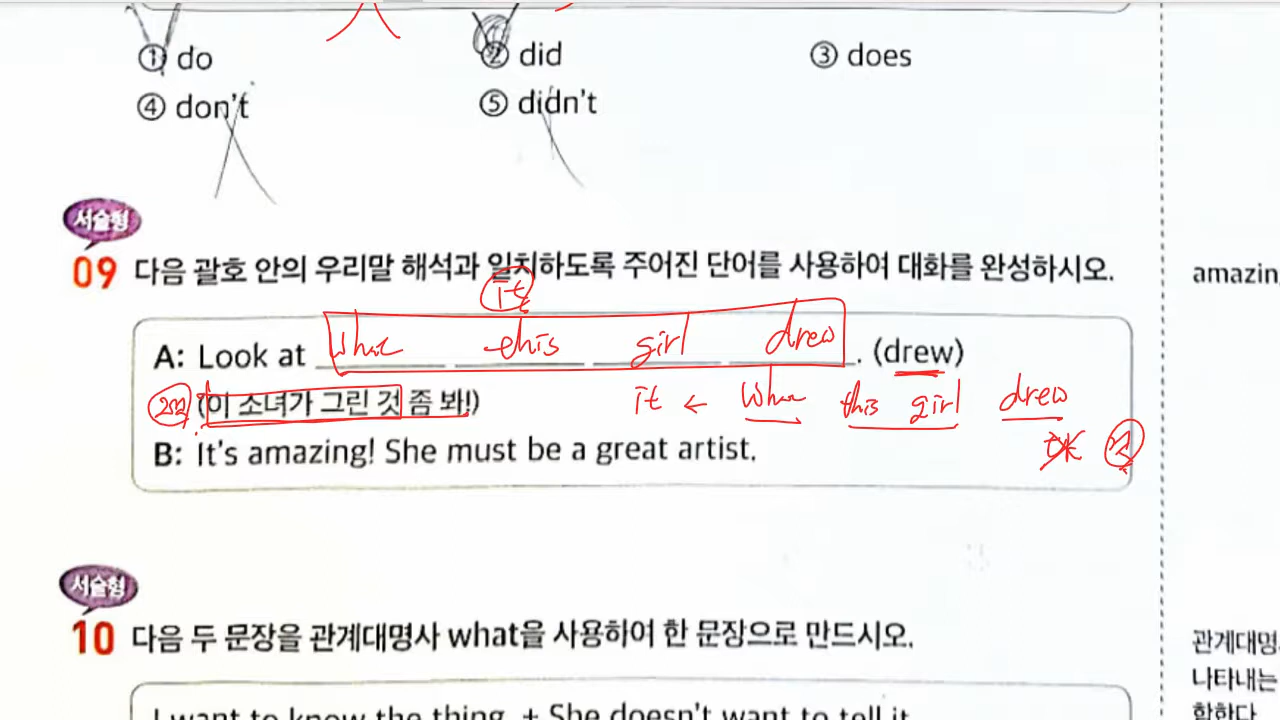 ① do ② did ③ does
④ don't ⑤ didn't
서술형
09 다음 괄호 안의 우리말 해석과 일치하도록 주어진 단어를 사용하여 대화를 완성하시오.
amazin
it
A: Look at what this girl drew. (drew)
(이 소녀가 그린 것 좀 봐!)
it ← what this girl drew
B: It's amazing! She must be a great artist.
서술형
10 다음 두 문장을 관계대명사 what을 사용하여 한 문장으로 만드시오.
관계대명
나타내는
함한다
I want to know the thing. + She doesn't want to tell it.